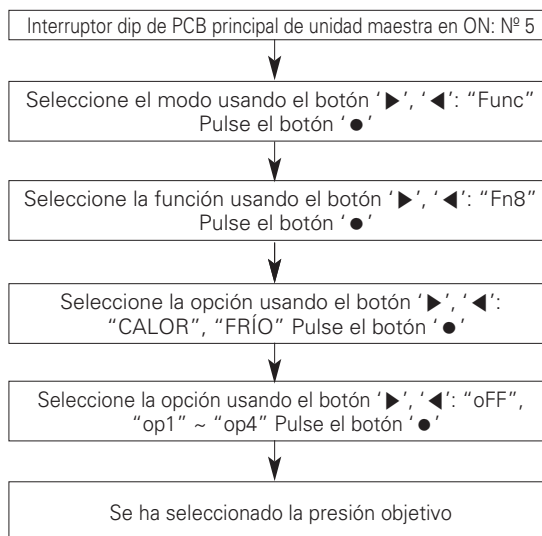 Interruptor dip de PCB principal de unidad maestra en ON: Nº 5
Seleccione el modo usando el botón ‘▶’, ‘◀’: “Func”
Pulse el botón ‘●’
Seleccione la función usando el botón ‘▶’, ‘◀’: “Fn8”
Pulse el botón ‘●’
Seleccione la opción usando el botón ‘▶’, ‘◀’:
“CALOR”, “FRÍO” Pulse el botón ‘●’
Seleccione la opción usando el botón ‘▶’, ‘◀’: “oFF”,
“op1” ~ “op4” Pulse el botón ‘●’
Se ha seleccionado la presión objetivo